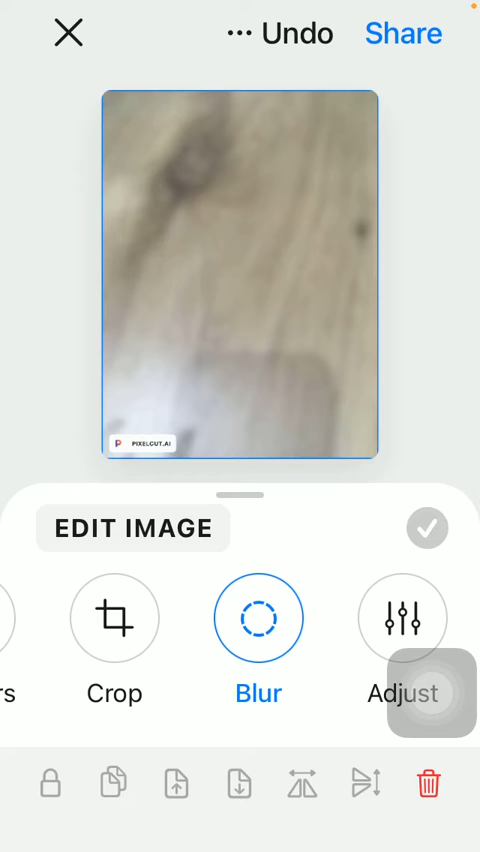 Undo
Share
PIXELCUT.AI
EDIT IMAGE
rs
Crop
Blur
Adjust